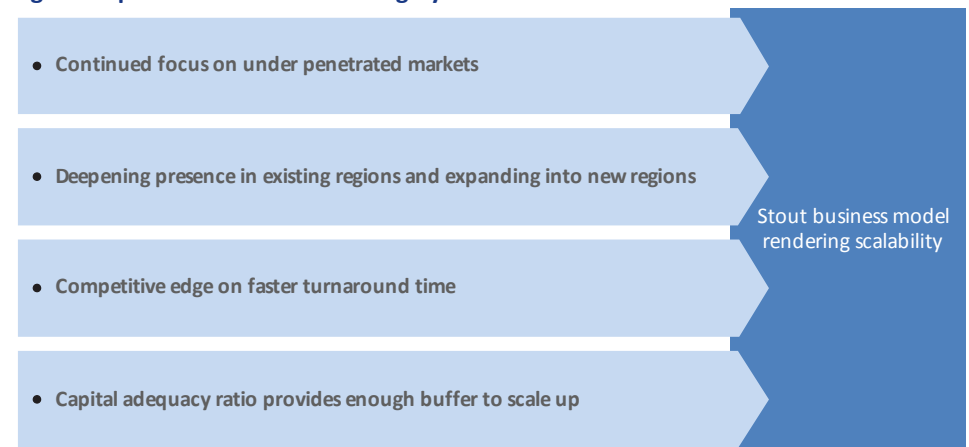 • Continued focus on under penetrated markets
• Deepening presence in existing regions and expanding into new regions
Stout business model
rendering scalability
• Competitive edge on faster turnaround time
• Capital adequacy ratio provides enough buffer to scale up